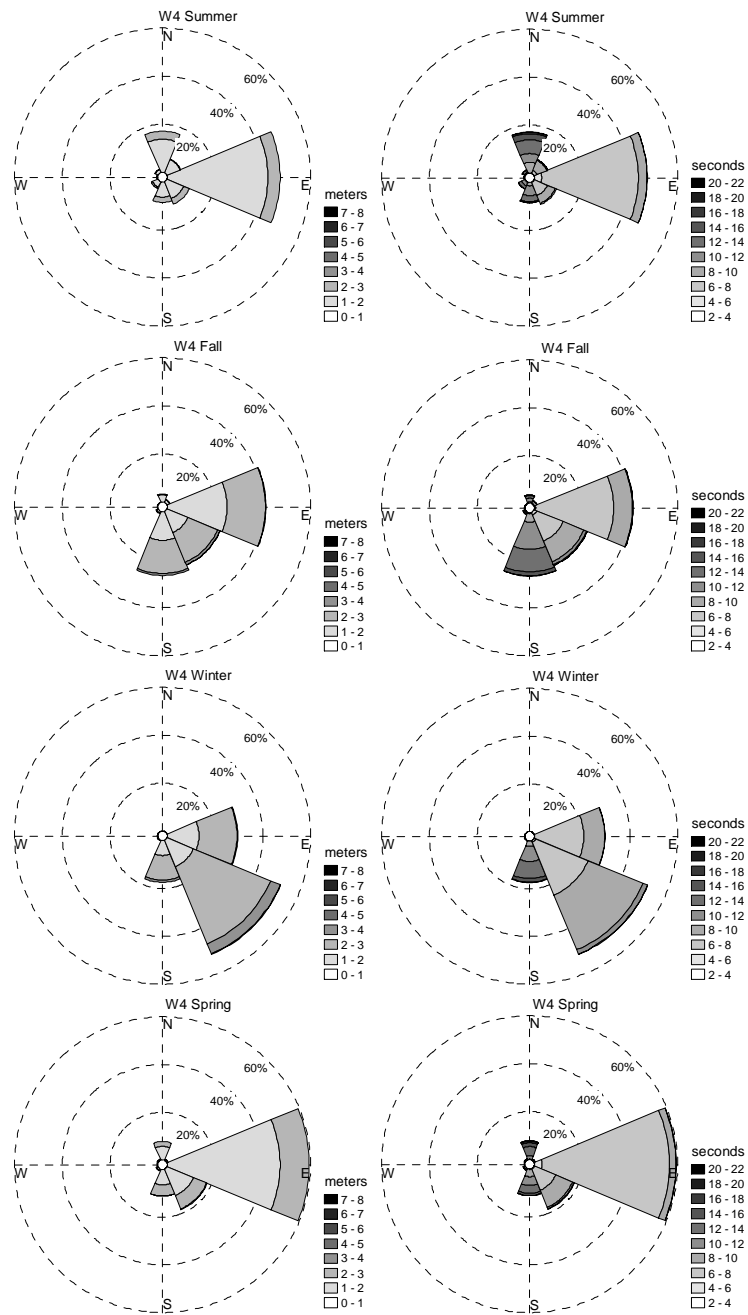 W4 Summer
N
60%
40%
20%
W
E
S
meters
7 - 8
6 - 7
5 - 6
4 - 5
3 - 4
2 - 3
1 - 2
0 - 1
W4 Summer
N
60%
40%
20%
W
E
S
seconds
20 - 22
18 - 20
16 - 18
14 - 16
12 - 14
10 - 12
8 - 10
6 - 8
4 - 6
2 - 4
W4 Fall
N
60%
40%
20%
W
E
S
meters
7 - 8
6 - 7
5 - 6
4 - 5
3 - 4
2 - 3
1 - 2
0 - 1
W4 Fall
N
60%
40%
20%
W
E
S
seconds
20 - 22
18 - 20
16 - 18
14 - 16
12 - 14
10 - 12
8 - 10
6 - 8
4 - 6
2 - 4
W4 Winter
N
60%
40%
20%
W
E
S
meters
7 - 8
6 - 7
5 - 6
4 - 5
3 - 4
2 - 3
1 - 2
0 - 1
W4 Winter
N
60%
40%
20%
W
E
S
seconds
20 - 22
18 - 20
16 - 18
14 - 16
12 - 14
10 - 12
8 - 10
6 - 8
4 - 6
2 - 4
W4 Spring
N
60%
40%
20%
W
E
S
meters
7 - 8
6 - 7
5 - 6
4 - 5
3 - 4
2 - 3
1 - 2
0 - 1
W4 Spring
N
60%
40%
20%
W
E
S
seconds
20 - 22
18 - 20
16 - 18
14 - 16
12 - 14
10 - 12
8 - 10
6 - 8
4 - 6
2 - 4